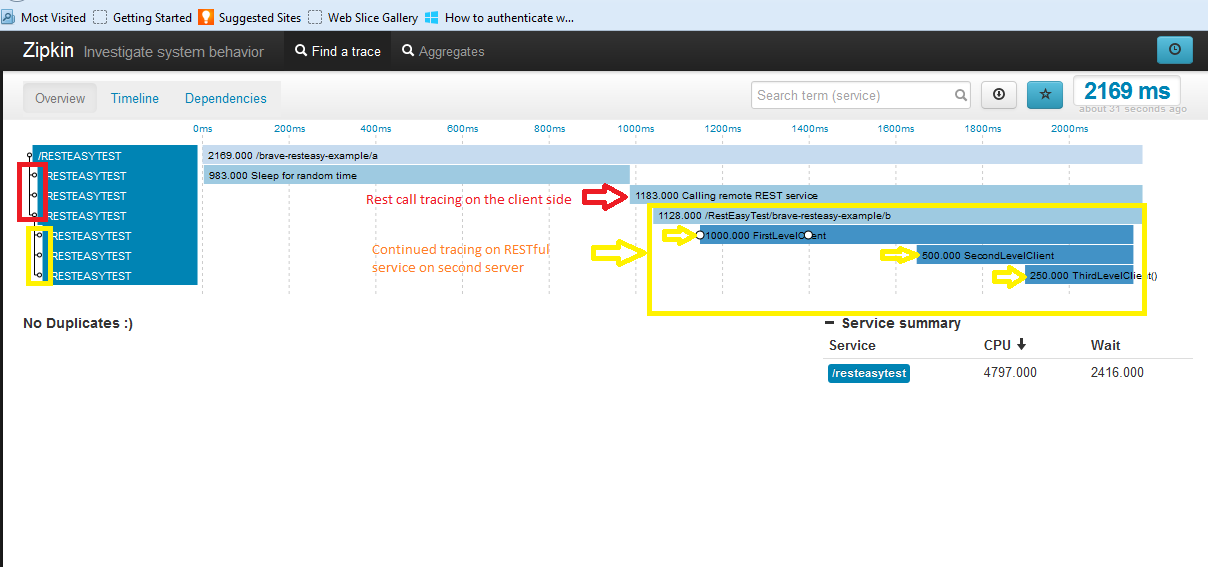 Most Visited Getting Started Suggested Sites Web Slice Gallery How to authenticate w...
Zipkin Investigate system behavior Find a trace Aggregates
Overview Timeline Dependencies Search term (service) 2169 ms
about 31 seconds ago
0ms 200ms 400ms 600ms 800ms 1000ms 1200ms 1400ms 1600ms 1800ms 2000ms
/RESTEASYTEST 2169.000 /brave-resteasy-example/a
RESTEASYTEST 983.000 Sleep for random time
RESTEASYTEST Rest call tracing on the client side 1183.000 Calling remote REST service
RESTEASYTEST 1128.000 /RestEasyTest/brave-resteasy-example/b
/RESTEASYTEST 1000.000 FirstLevelClient
/RESTEASYTEST Continued tracing on RESTful 500.000 SecondLevelClient
service on second server
/RESTEASYTEST 250.000 ThirdLevelClient()
No Duplicates :) Service summary
Service CPU Wait
/resteasytest 4797.000 2416.000